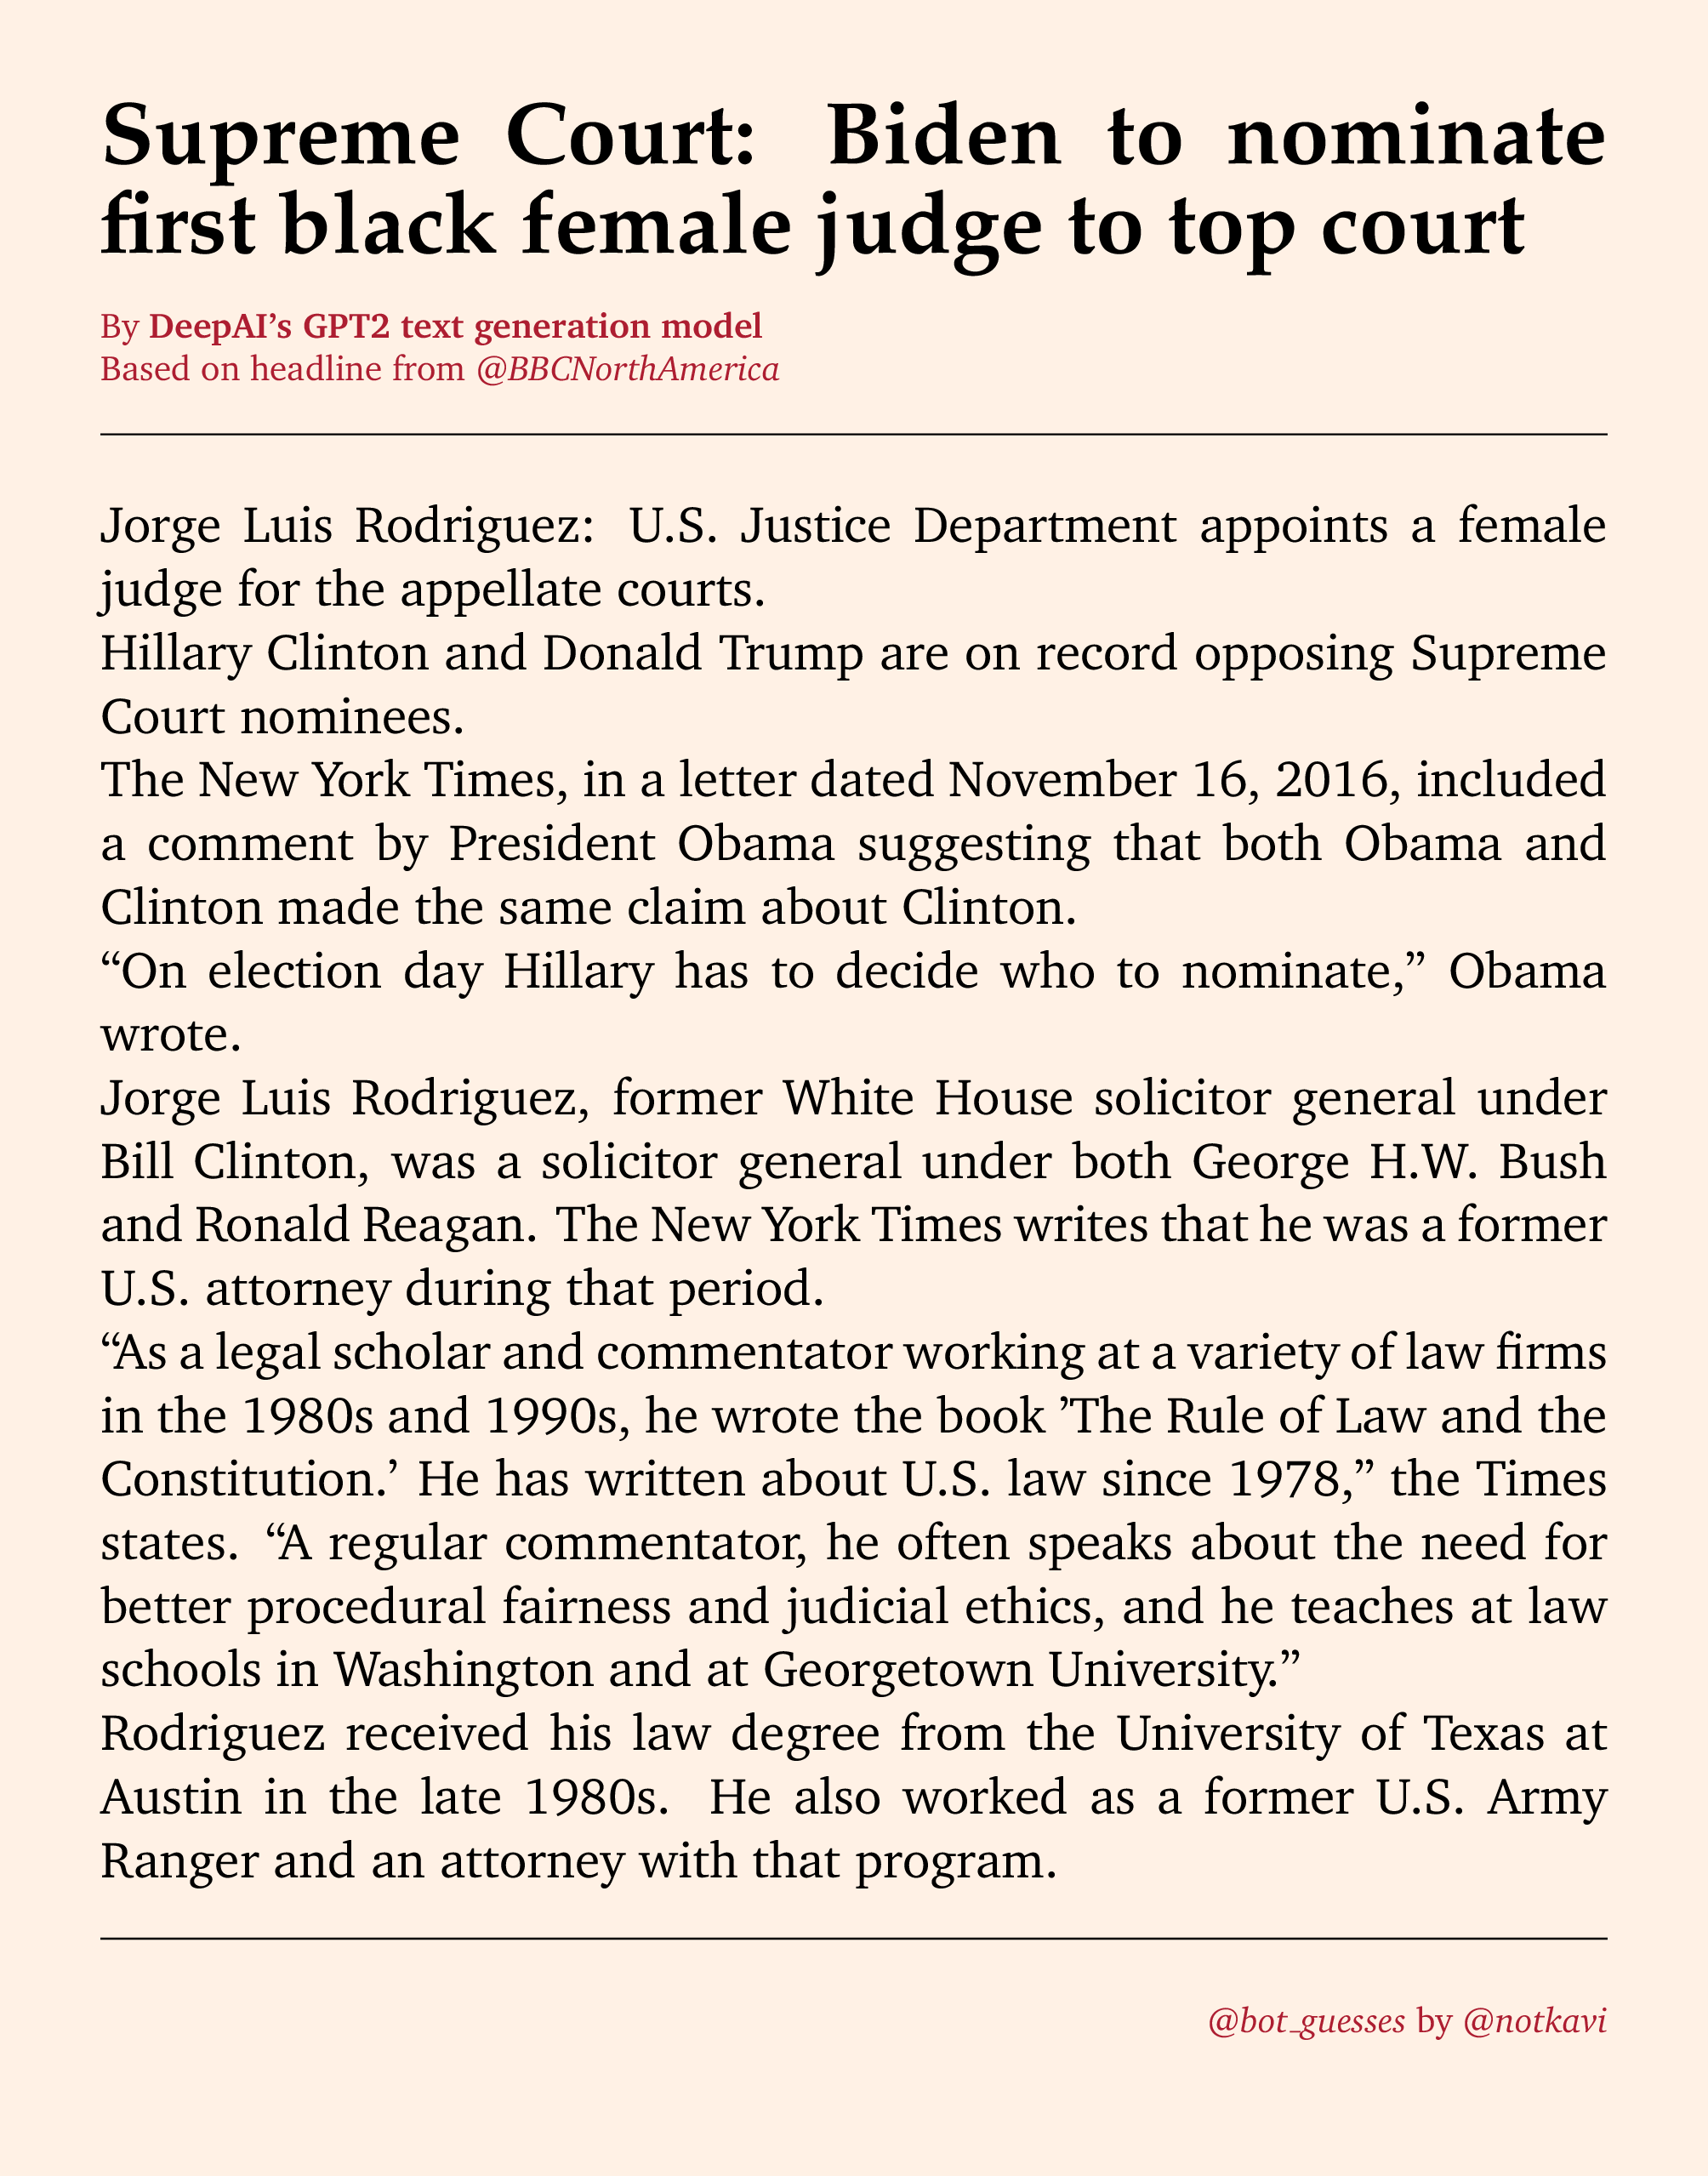 Supreme Court: Biden to nominate
first black female judge to top court
By DeepAI’s GPT2 text generation model
Based on headline from @BBCNorthAmerica
Jorge Luis Rodriguez: U.S. Justice Department appoints a female
judge for the appellate courts.
Hillary Clinton and Donald Trump are on record opposing Supreme
Court nominees.
The New York Times, in a letter dated November 16, 2016, included
a comment by President Obama suggesting that both Obama and
Clinton made the same claim about Clinton.
“On election day Hillary has to decide who to nominate,” Obama
wrote.
Jorge Luis Rodriguez, former White House solicitor general under
Bill Clinton, was a solicitor general under both George H.W. Bush
and Ronald Reagan. The New York Times writes that he was a former
U.S. attorney during that period.
“As a legal scholar and commentator working at a variety of law firms
in the 1980s and 1990s, he wrote the book ’The Rule of Law and the
Constitution.’ He has written about U.S. law since 1978,” the Times
states. “A regular commentator, he often speaks about the need for
better procedural fairness and judicial ethics, and he teaches at law
schools in Washington and at Georgetown University.”
Rodriguez received his law degree from the University of Texas at
Austin in the late 1980s. He also worked as a former U.S. Army
Ranger and an attorney with that program.
@bot_guesses by @notkavi